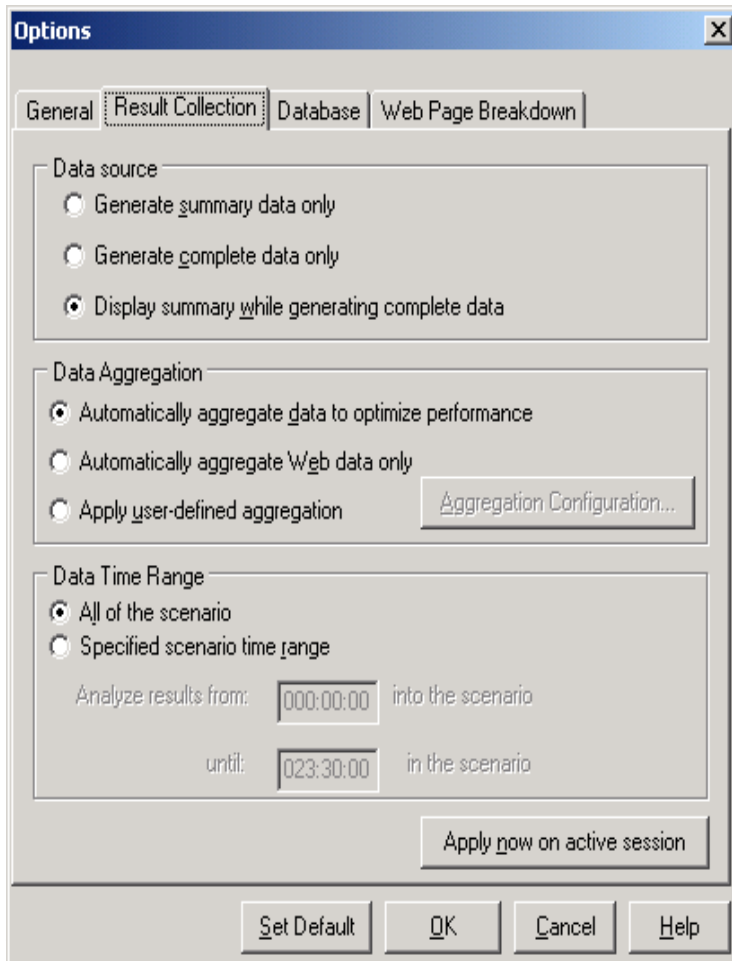 Options
General Result Collection Database Web Page Breakdown
Data source
Generate summary data only
Generate complete data only
Display summary while generating complete data
Data Aggregation
Automatically aggregate data to optimize performance
Automatically aggregate Web data only
Apply user-defined aggregation Aggregation Configuration...
Data Time Range
All of the scenario
Specified scenario time range
Analyze results from: 000:00:00 into the scenario
until: 023:30:00 in the scenario
Apply now on active session
Set Default OK Cancel Help